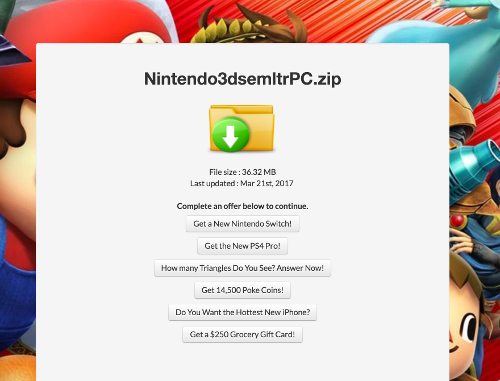 Nintendo3dsemltrPC.zip
File size : 36.32 MB
Last updated : Mar 21st, 2017
Complete an offer below to continue.
Get a New Nintendo Switch!
Get the New PS4 Pro!
How many Triangles Do You See? Answer Now!
Get 14,500 Poke Coins!
Do You Want the Hottest New iPhone?
Get a $250 Grocery Gift Card!